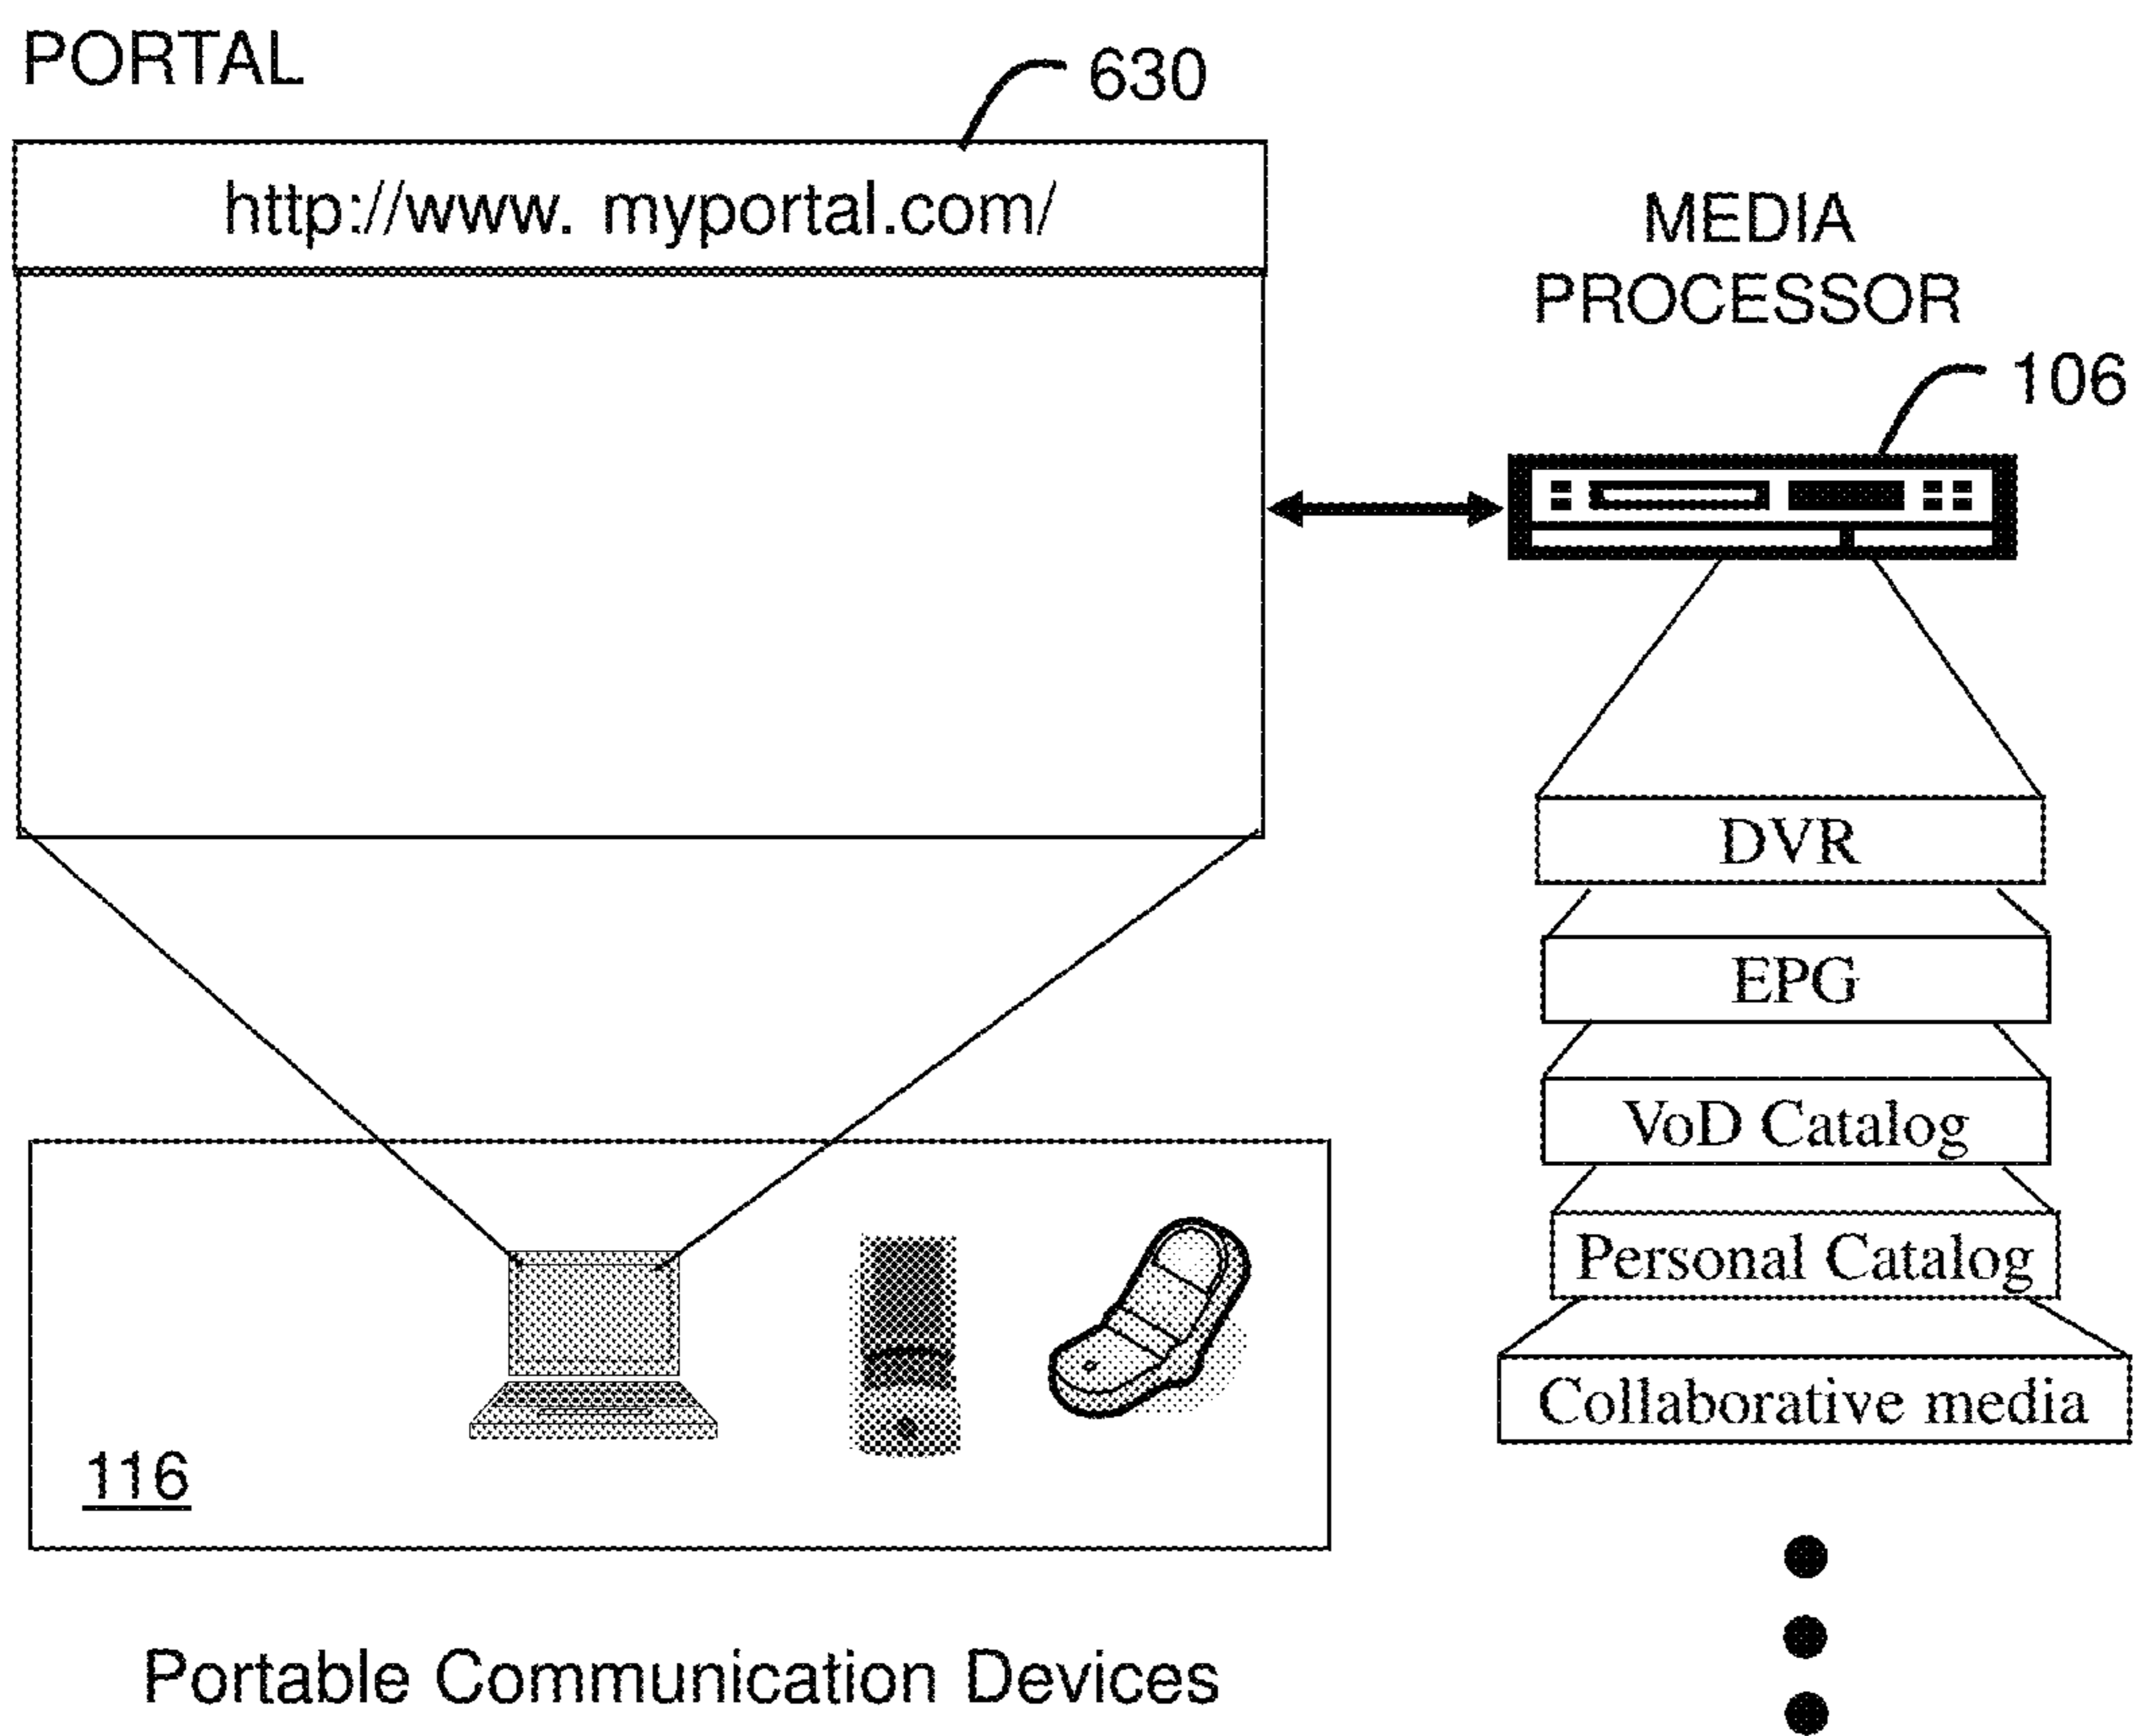 PORTAL
630
http://www. myportal.com/
MEDIA
PROCESSOR
106
DVR
EPG
VoD Catalog
Personal Catalog
Collaborative media
116
Portable Communication Devices